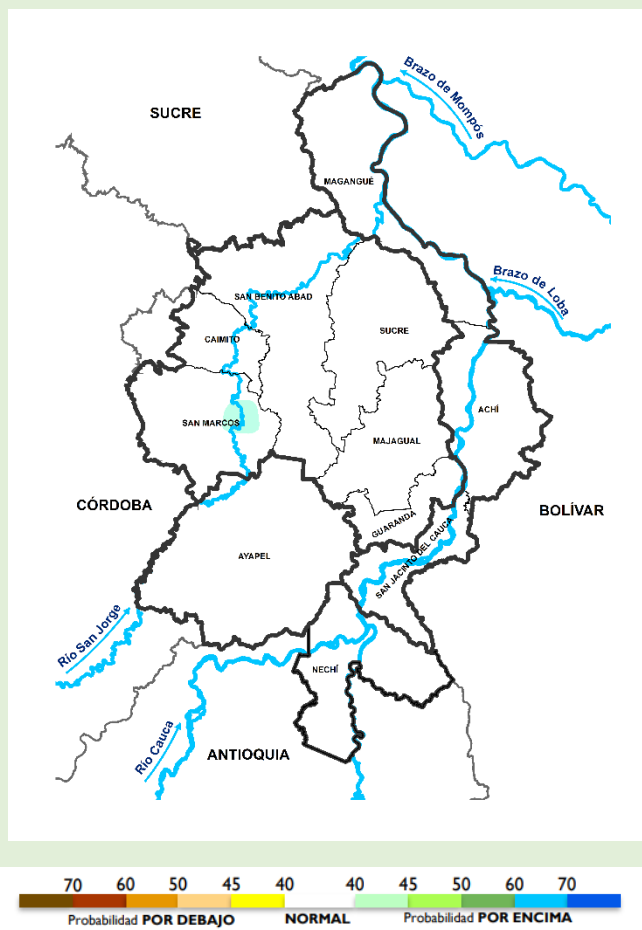 Brazo de Mompós
SUCRE
MAGANGUÉ
Brazo de Loba
SAN BENITO ABAD
SUCRE
CAIMITO
ACHÍ
SAN MARCOS
MAJAGUAL
CÓRDOBA
BOLÍVAR
GUARANDA
AYAPEL
SAN JACINTO DEL CAUCA
Río San Jorge
NECHÍ
Río Cauca
ANTIOQUIA
70 60 50 45 40 40 45 50 60 70
Probabilidad POR DEBAJO NORMAL Probabilidad POR ENCIMA